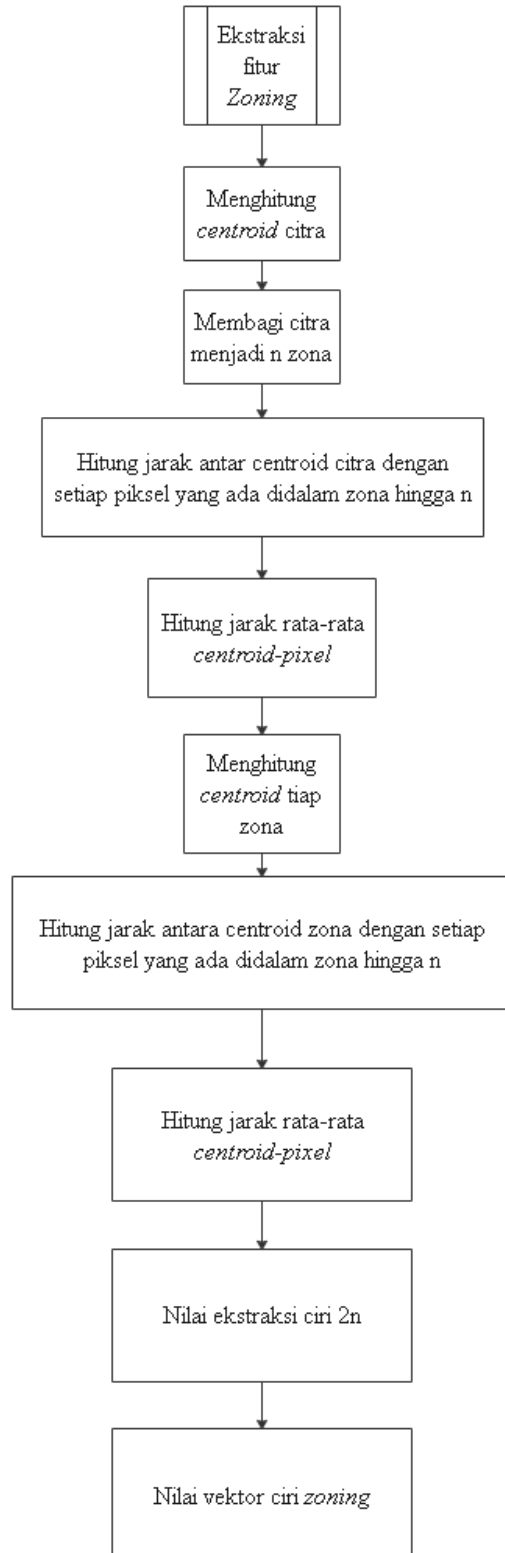 Ekstraksi
fitur
Zoning
Menghitung
centroid citra
Membagi citra
menjadi n zona
Hitung jarak antar centroid citra dengan
setiap piksel yang ada didalam zona hingga n
Hitung jarak rata-rata
centroid-pixel
Menghitung
centroid tiap
zona
Hitung jarak antara centroid zona dengan setiap
piksel yang ada didalam zona hingga n
Hitung jarak rata-rata
centroid-pixel
Nilai ekstraksi ciri 2n
Nilai vektor ciri zoning